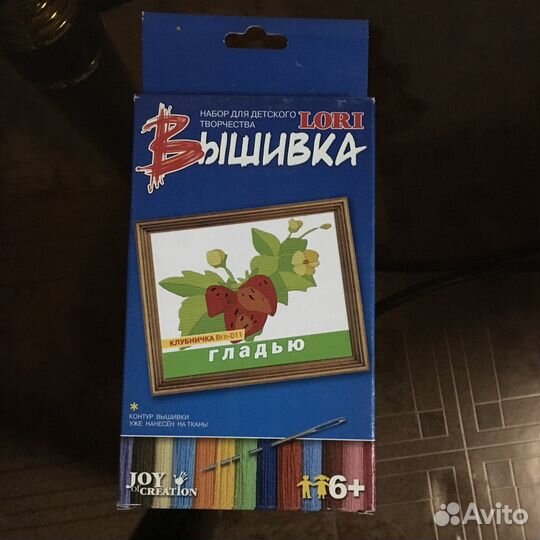 НАБОР ДЛЯ ДЕТСКОГО
ТВОРЧЕСТВА
LORI
ВЫШИВКА
КЛУБНИЧКА Вгл-011
гладью
* КОНТУР ВЫШИВКИ
УЖЕ НАНЕСЁН НА ТКАНЬ!
JOY
of CREATION
6+
Avito